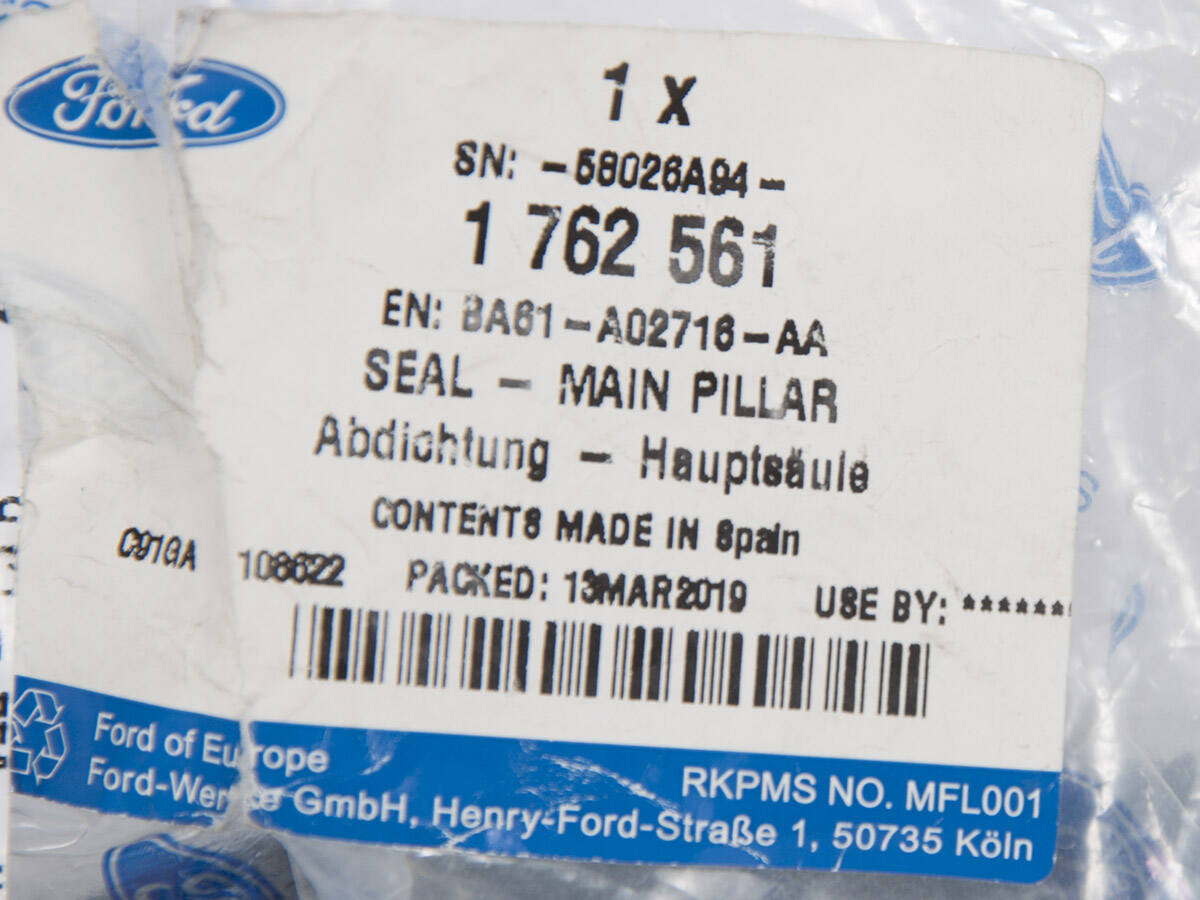 Ford
1 X
SN: -58026A94-
1 762 561
EN: BA61-A02716-AA
SEAL - MAIN PILLAR
Abdichtung - Hauptsäule
CONTENTS MADE IN Spain
C91GA 108622 PACKED: 13MAR2019 USE BY: *******
Ford of Europe
RKPMS NO. MFL001
Ford-Werke GmbH, Henry-Ford-Straße 1, 50735 Köln